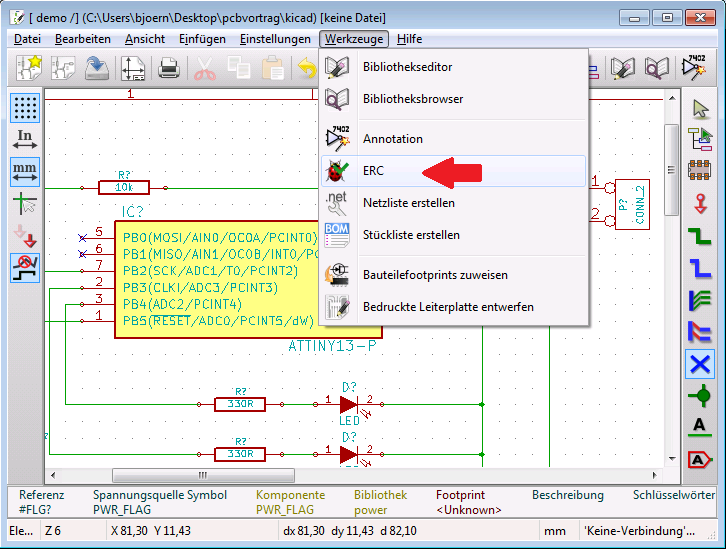 [ demo /] (C:\Users\bjoern\Desktop\pcbvortrag\kicad) [keine Datei]
Datei Bearbeiten Ansicht Einfügen Einstellungen Werkzeuge Hilfe
Bibliothekseditor
Bibliotheksbrowser
7402
Annotation
ERC
.net
Netzliste erstellen
BOM
Stückliste erstellen
Bauteilefootprints zuweisen
Bedruckte Leiterplatte entwerfen
7402
In
mm
1
R?
10k
IC?
5 PB0(MOSI/AIN0/OC0A/PCINT0)
6 PB1(MISO/AIN1/OC0B/INT0/PC
7 PB2(SCK/ADC1/T0/PCINT2)
2 PB3(CLKI/ADC3/PCINT3)
3 PB4(ADC2/PCINT4)
1 PB5(RESET/ADC0/PCINT5/dW)
ATTINY13-P
1
2
P?
CONN_2
R?
330R
D?
1 2
LED
R?
330R
D?
1 2
LED
A
A
Referenz Spannungsquelle Symbol Komponente Bibliothek Footprint Beschreibung Schlüsselwörter
#FLG? PWR_FLAG PWR_FLAG power <Unknown>
Ele... Z 6 X 81,30 Y 11,43 dx 81,30 dy 11,43 d 82,10 mm 'Keine-Verbindung'...